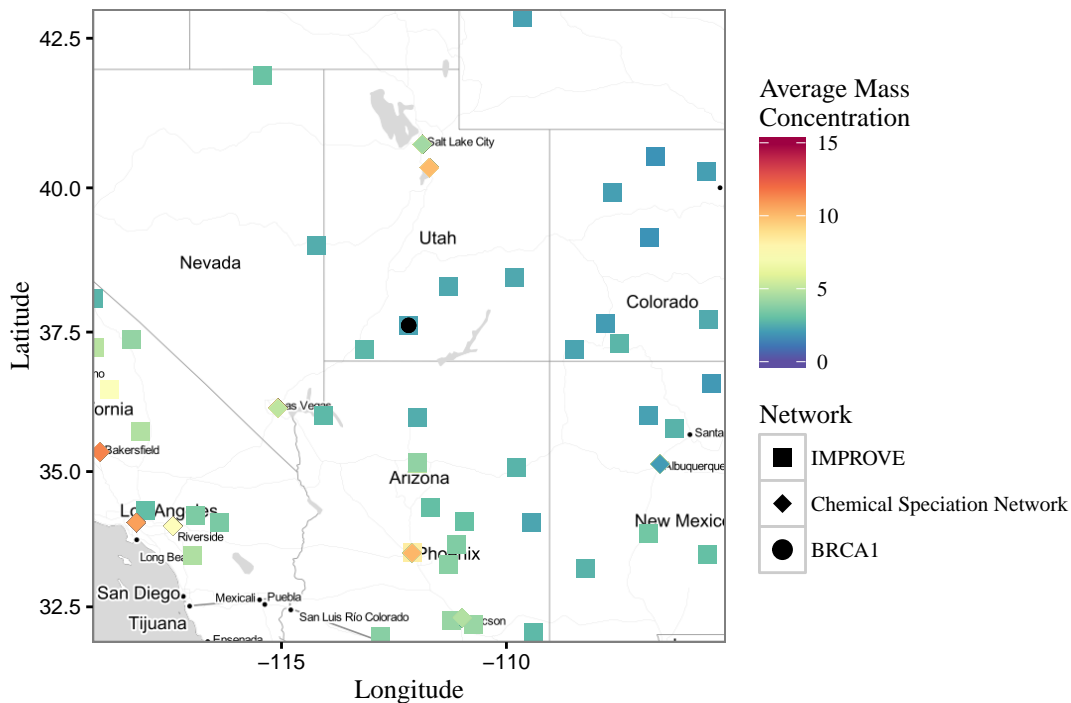 42.5
40.0
37.5
35.0
32.5
Latitude
Salt Lake City
Utah
Nevada
Colorado
no
ornia
as Vegas
Bakersfield
Santa
Albuquerque
Arizona
Los Angeles
New Mexico
Riverside
Phoenix
Long Bea
San Diego
Mexicali
Puebla
Tijuana
San Luis Río Colorado
cson
Ensenada
−115
−110
Longitude
Average Mass
Concentration
15
10
5
0
Network
IMPROVE
Chemical Speciation Network
BRCA1